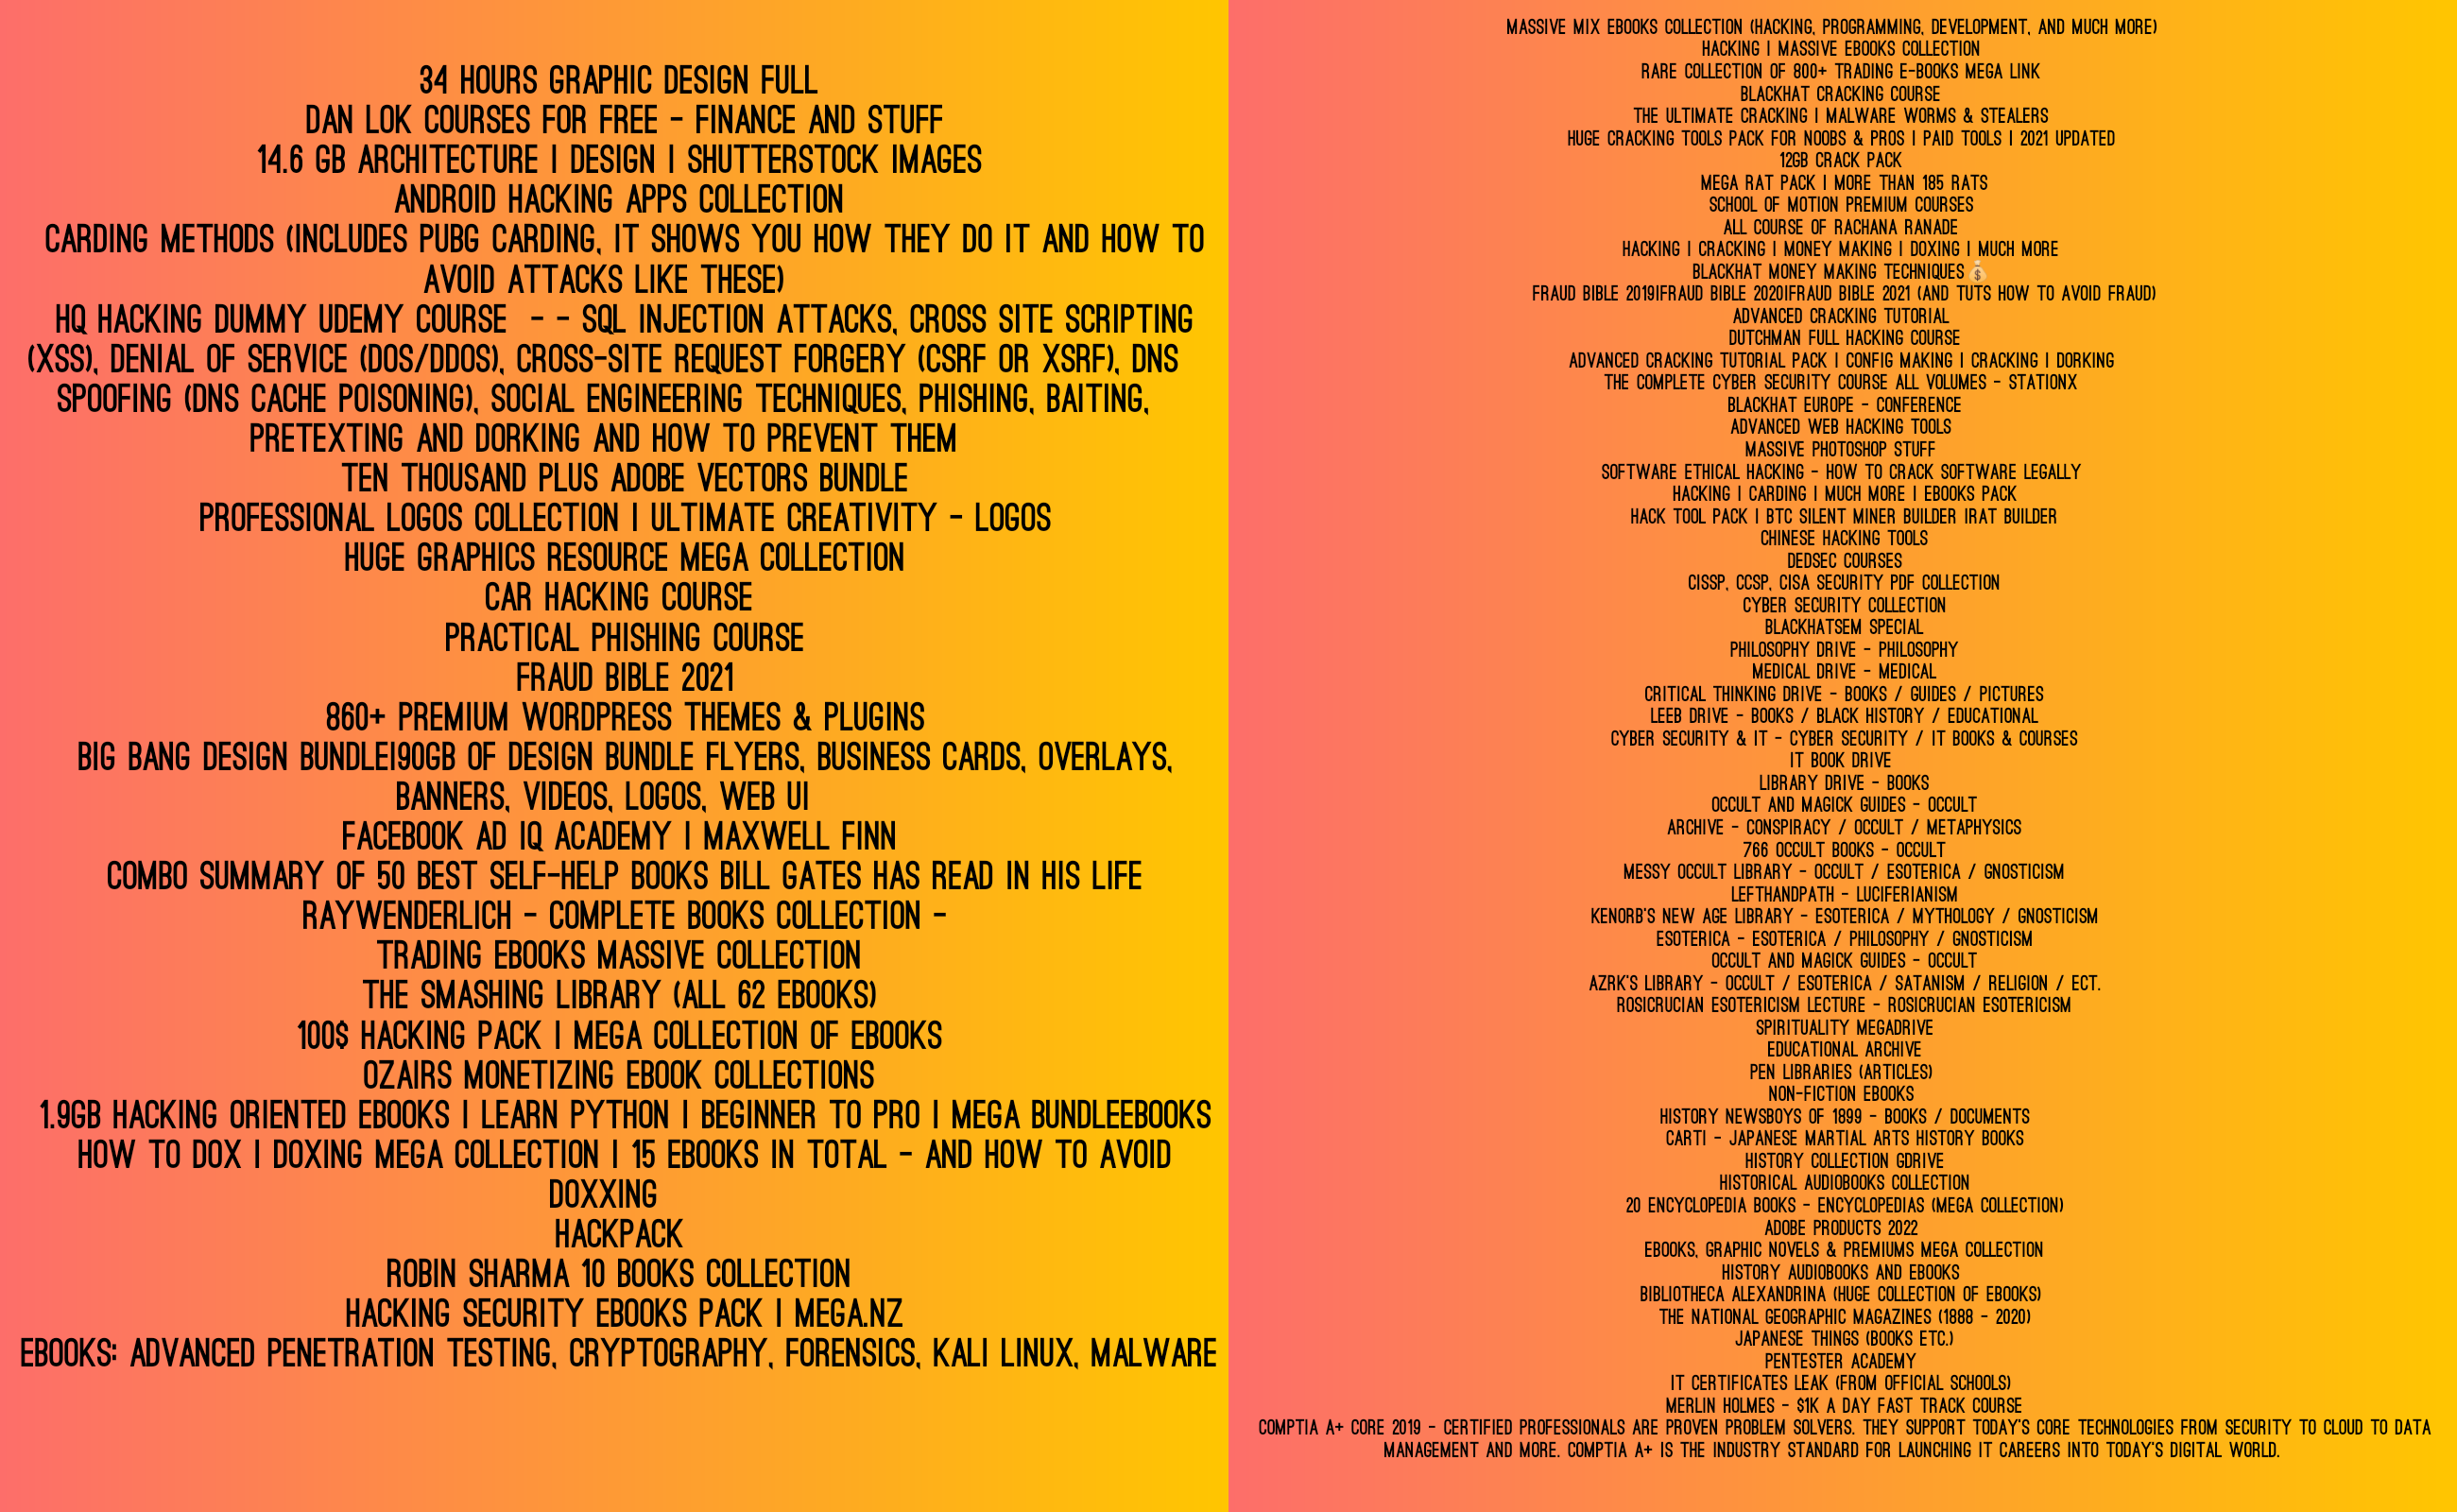 34 HOURS GRAPHIC DESIGN FULL
DAN LOK COURSES FOR FREE - FINANCE AND STUFF
14.6 GB ARCHITECTURE | DESIGN | SHUTTERSTOCK IMAGES
ANDROID HACKING APPS COLLECTION
CARDING METHODS (INCLUDES PUBG CARDING, IT SHOWS YOU HOW THEY DO IT AND HOW TO
AVOID ATTACKS LIKE THESE)
HQ HACKING DUMMY UDEMY COURSE - - SQL INJECTION ATTACKS, CROSS SITE SCRIPTING
(XSS), DENIAL OF SERVICE (DOS/DDOS), CROSS-SITE REQUEST FORGERY (CSRF OR XSRF), DNS
SPOOFING (DNS CACHE POISONING), SOCIAL ENGINEERING TECHNIQUES, PHISHING, BAITING,
PRETEXTING AND DORKING AND HOW TO PREVENT THEM
TEN THOUSAND PLUS ADOBE VECTORS BUNDLE
PROFESSIONAL LOGOS COLLECTION | ULTIMATE CREATIVITY - LOGOS
HUGE GRAPHICS RESOURCE MEGA COLLECTION
CAR HACKING COURSE
PRACTICAL PHISHING COURSE
FRAUD BIBLE 2021
860+ PREMIUM WORDPRESS THEMES & PLUGINS
BIG BANG DESIGN BUNDLE|90GB OF DESIGN BUNDLE FLYERS, BUSINESS CARDS, OVERLAYS,
BANNERS, VIDEOS, LOGOS, WEB UI
FACEBOOK AD IQ ACADEMY | MAXWELL FINN
COMBO SUMMARY OF 50 BEST SELF-HELP BOOKS BILL GATES HAS READ IN HIS LIFE
RAYWENDERLICH - COMPLETE BOOKS COLLECTION -
TRADING EBOOKS MASSIVE COLLECTION
THE SMASHING LIBRARY (ALL 62 EBOOKS)
100$ HACKING PACK | MEGA COLLECTION OF EBOOKS
OZAIRS MONETIZING EBOOK COLLECTIONS
1.9GB HACKING ORIENTED EBOOKS | LEARN PYTHON | BEGINNER TO PRO | MEGA BUNDLEEBOOKS
HOW TO DOX | DOXING MEGA COLLECTION | 15 EBOOKS IN TOTAL - AND HOW TO AVOID
DOXXING
HACKPACK
ROBIN SHARMA 10 BOOKS COLLECTION
HACKING SECURITY EBOOKS PACK | MEGA.NZ
EBOOKS: ADVANCED PENETRATION TESTING, CRYPTOGRAPHY, FORENSICS, KALI LINUX, MALWARE
MASSIVE MIX EBOOKS COLLECTION (HACKING, PROGRAMMING, DEVELOPMENT, AND MUCH MORE)
HACKING | MASSIVE EBOOKS COLLECTION
RARE COLLECTION OF 800+ TRADING E-BOOKS MEGA LINK
BLACKHAT CRACKING COURSE
THE ULTIMATE CRACKING | MALWARE WORMS & STEALERS
HUGE CRACKING TOOLS PACK FOR NOOBS & PROS | PAID TOOLS | 2021 UPDATED
12GB CRACK PACK
MEGA RAT PACK | MORE THAN 185 RATS
SCHOOL OF MOTION PREMIUM COURSES
ALL COURSE OF RACHANA RANADE
HACKING | CRACKING | MONEY MAKING | DOXING | MUCH MORE
BLACKHAT MONEY MAKING TECHNIQUES💰
FRAUD BIBLE 2019|FRAUD BIBLE 2020|FRAUD BIBLE 2021 (AND TUTS HOW TO AVOID FRAUD)
ADVANCED CRACKING TUTORIAL
DUTCHMAN FULL HACKING COURSE
ADVANCED CRACKING TUTORIAL PACK | CONFIG MAKING | CRACKING | DORKING
THE COMPLETE CYBER SECURITY COURSE ALL VOLUMES - STATIONX
BLACKHAT EUROPE - CONFERENCE
ADVANCED WEB HACKING TOOLS
MASSIVE PHOTOSHOP STUFF
SOFTWARE ETHICAL HACKING - HOW TO CRACK SOFTWARE LEGALLY
HACKING | CARDING | MUCH MORE | EBOOKS PACK
HACK TOOL PACK | BTC SILENT MINER BUILDER |RAT BUILDER
CHINESE HACKING TOOLS
DEDSEC COURSES
CISSP, CCSP, CISA SECURITY PDF COLLECTION
CYBER SECURITY COLLECTION
BLACKHATSEM SPECIAL
PHILOSOPHY DRIVE - PHILOSOPHY
MEDICAL DRIVE - MEDICAL
CRITICAL THINKING DRIVE - BOOKS / GUIDES / PICTURES
LEEB DRIVE - BOOKS / BLACK HISTORY / EDUCATIONAL
CYBER SECURITY & IT - CYBER SECURITY / IT BOOKS & COURSES
IT BOOK DRIVE
LIBRARY DRIVE - BOOKS
OCCULT AND MAGICK GUIDES - OCCULT
ARCHIVE - CONSPIRACY / OCCULT / METAPHYSICS
766 OCCULT BOOKS - OCCULT
MESSY OCCULT LIBRARY - OCCULT / ESOTERICA / GNOSTICISM
LEFTHANDPATH - LUCIFERIANISM
KENORB'S NEW AGE LIBRARY - ESOTERICA / MYTHOLOGY / GNOSTICISM
ESOTERICA - ESOTERICA / PHILOSOPHY / GNOSTICISM
OCCULT AND MAGICK GUIDES - OCCULT
AZRK'S LIBRARY - OCCULT / ESOTERICA / SATANISM / RELIGION / ECT.
ROSICRUCIAN ESOTERICISM LECTURE - ROSICRUCIAN ESOTERICISM
SPIRITUALITY MEGADRIVE
EDUCATIONAL ARCHIVE
PEN LIBRARIES (ARTICLES)
NON-FICTION EBOOKS
HISTORY NEWSBOYS OF 1899 - BOOKS / DOCUMENTS
CARTI - JAPANESE MARTIAL ARTS HISTORY BOOKS
HISTORY COLLECTION GDRIVE
HISTORICAL AUDIOBOOKS COLLECTION
20 ENCYCLOPEDIA BOOKS - ENCYCLOPEDIAS (MEGA COLLECTION)
ADOBE PRODUCTS 2022
EBOOKS, GRAPHIC NOVELS & PREMIUMS MEGA COLLECTION
HISTORY AUDIOBOOKS AND EBOOKS
BIBLIOTHECA ALEXANDRINA (HUGE COLLECTION OF EBOOKS)
THE NATIONAL GEOGRAPHIC MAGAZINES (1888 - 2020)
JAPANESE THINGS (BOOKS ETC.)
PENTESTER ACADEMY
IT CERTIFICATES LEAK (FROM OFFICIAL SCHOOLS)
MERLIN HOLMES - $1K A DAY FAST TRACK COURSE
COMPTIA A+ CORE 2019 - CERTIFIED PROFESSIONALS ARE PROVEN PROBLEM SOLVERS. THEY SUPPORT TODAY'S CORE TECHNOLOGIES FROM SECURITY TO CLOUD TO DATA
MANAGEMENT AND MORE. COMPTIA A+ IS THE INDUSTRY STANDARD FOR LAUNCHING IT CAREERS INTO TODAY'S DIGITAL WORLD.